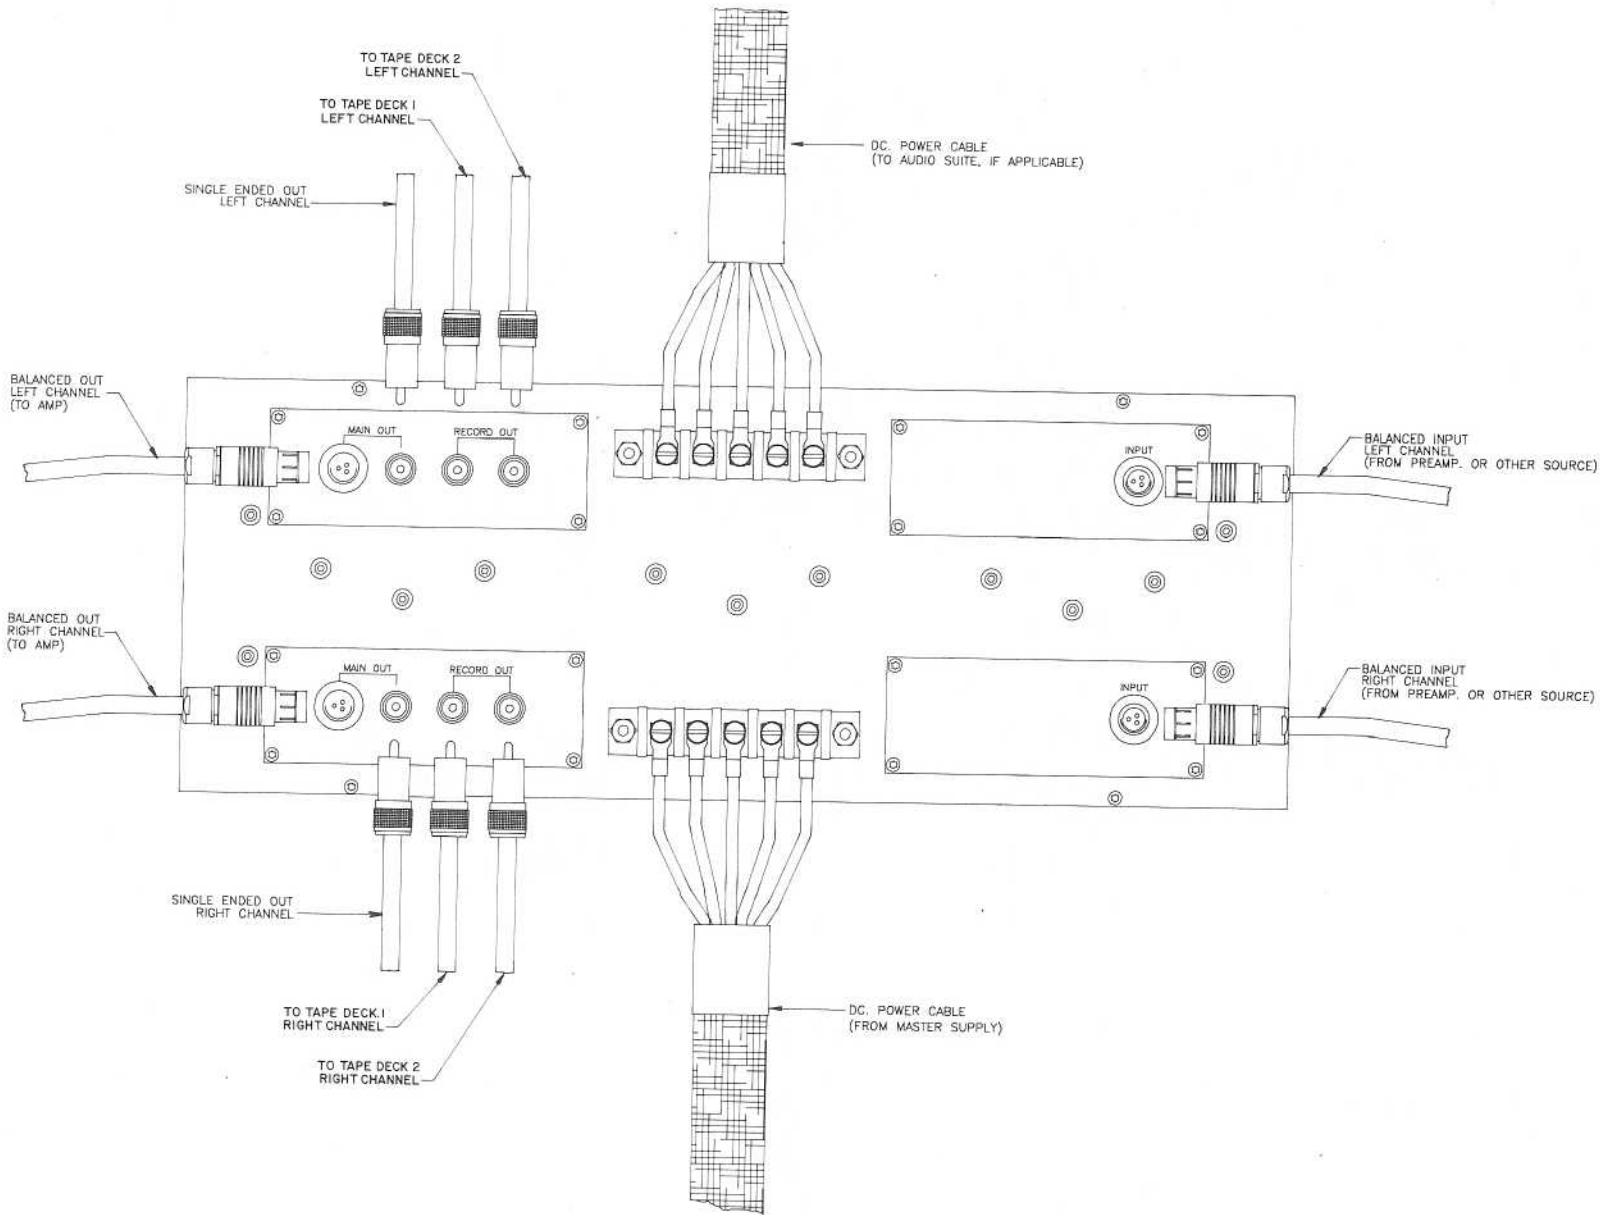 TO TAPE DECK 2
LEFT CHANNEL
TO TAPE DECK 1
LEFT CHANNEL
DC. POWER CABLE
(TO AUDIO SUITE, IF APPLICABLE)
SINGLE ENDED OUT
LEFT CHANNEL
BALANCED OUT
LEFT CHANNEL
(TO AMP)
MAIN OUT
RECORD OUT
INPUT
BALANCED INPUT
LEFT CHANNEL
(FROM PREAMP. OR OTHER SOURCE)
BALANCED OUT
RIGHT CHANNEL
(TO AMP)
MAIN OUT
RECORD OUT
INPUT
BALANCED INPUT
RIGHT CHANNEL
(FROM PREAMP. OR OTHER SOURCE)
SINGLE ENDED OUT
RIGHT CHANNEL
TO TAPE DECK.1
RIGHT CHANNEL
DC. POWER CABLE
(FROM MASTER SUPPLY)
TO TAPE DECK 2
RIGHT CHANNEL